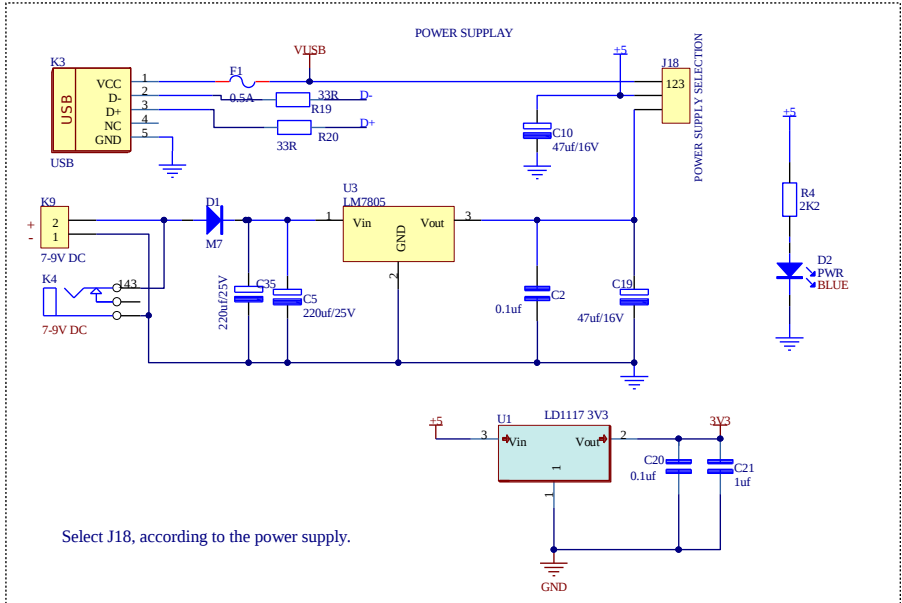 POWER SUPPLAY
K3
USB
VCC 1
D- 2
D+ 3
NC 4
GND 5
USB
F1
0.5A
VUSB
33R
R19
D-
33R
R20
D+
+5
C10
47uf/16V
J18
123
POWER SUPPLY SELECTION
+5
R4
2K2
D2
PWR
BLUE
K9
+
-
2
1
7-9V DC
K4
143
7-9V DC
D1
M7
C35
220uf/25V
C5
220uf/25V
U3
LM7805
1 Vin
Vout 3
GND
2
C2
0.1uf
C19
47uf/16V
+5
U1
LD1117 3V3
3 Vin
Vout 2
1
1
3V3
C20
0.1uf
C21
1uf
GND
Select J18, according to the power supply.